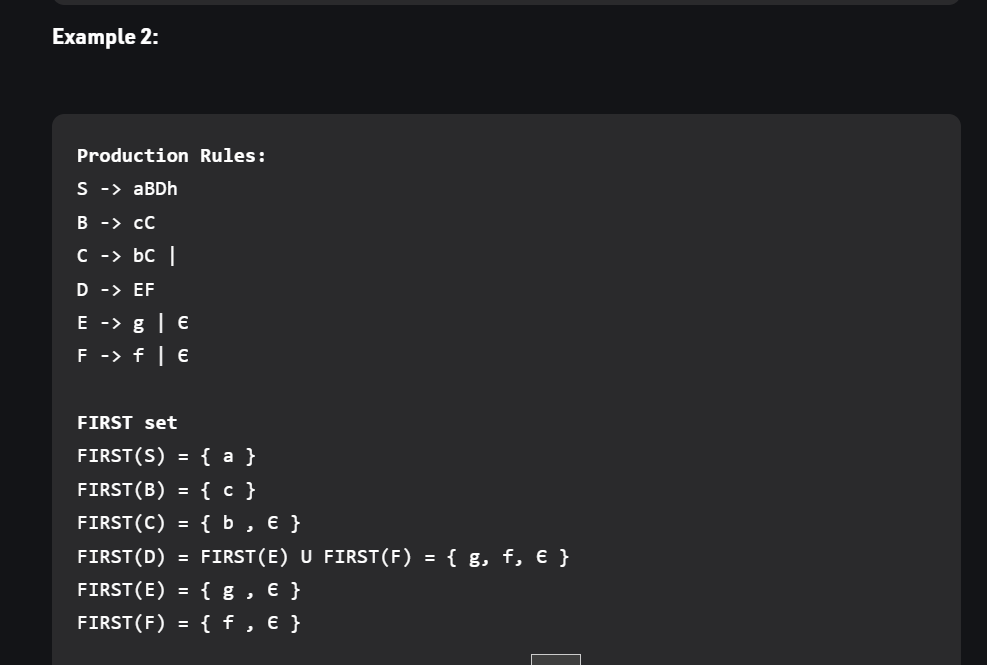 Example 2:
Production Rules:
S -> aBDh
B -> cC
C -> bC |
D -> EF
E -> g | Є
F -> f | Є
FIRST set
FIRST(S) = { a }
FIRST(B) = { c }
FIRST(C) = { b , Є }
FIRST(D) = FIRST(E) U FIRST(F) = { g, f, Є }
FIRST(E) = { g , Є }
FIRST(F) = { f , Є }